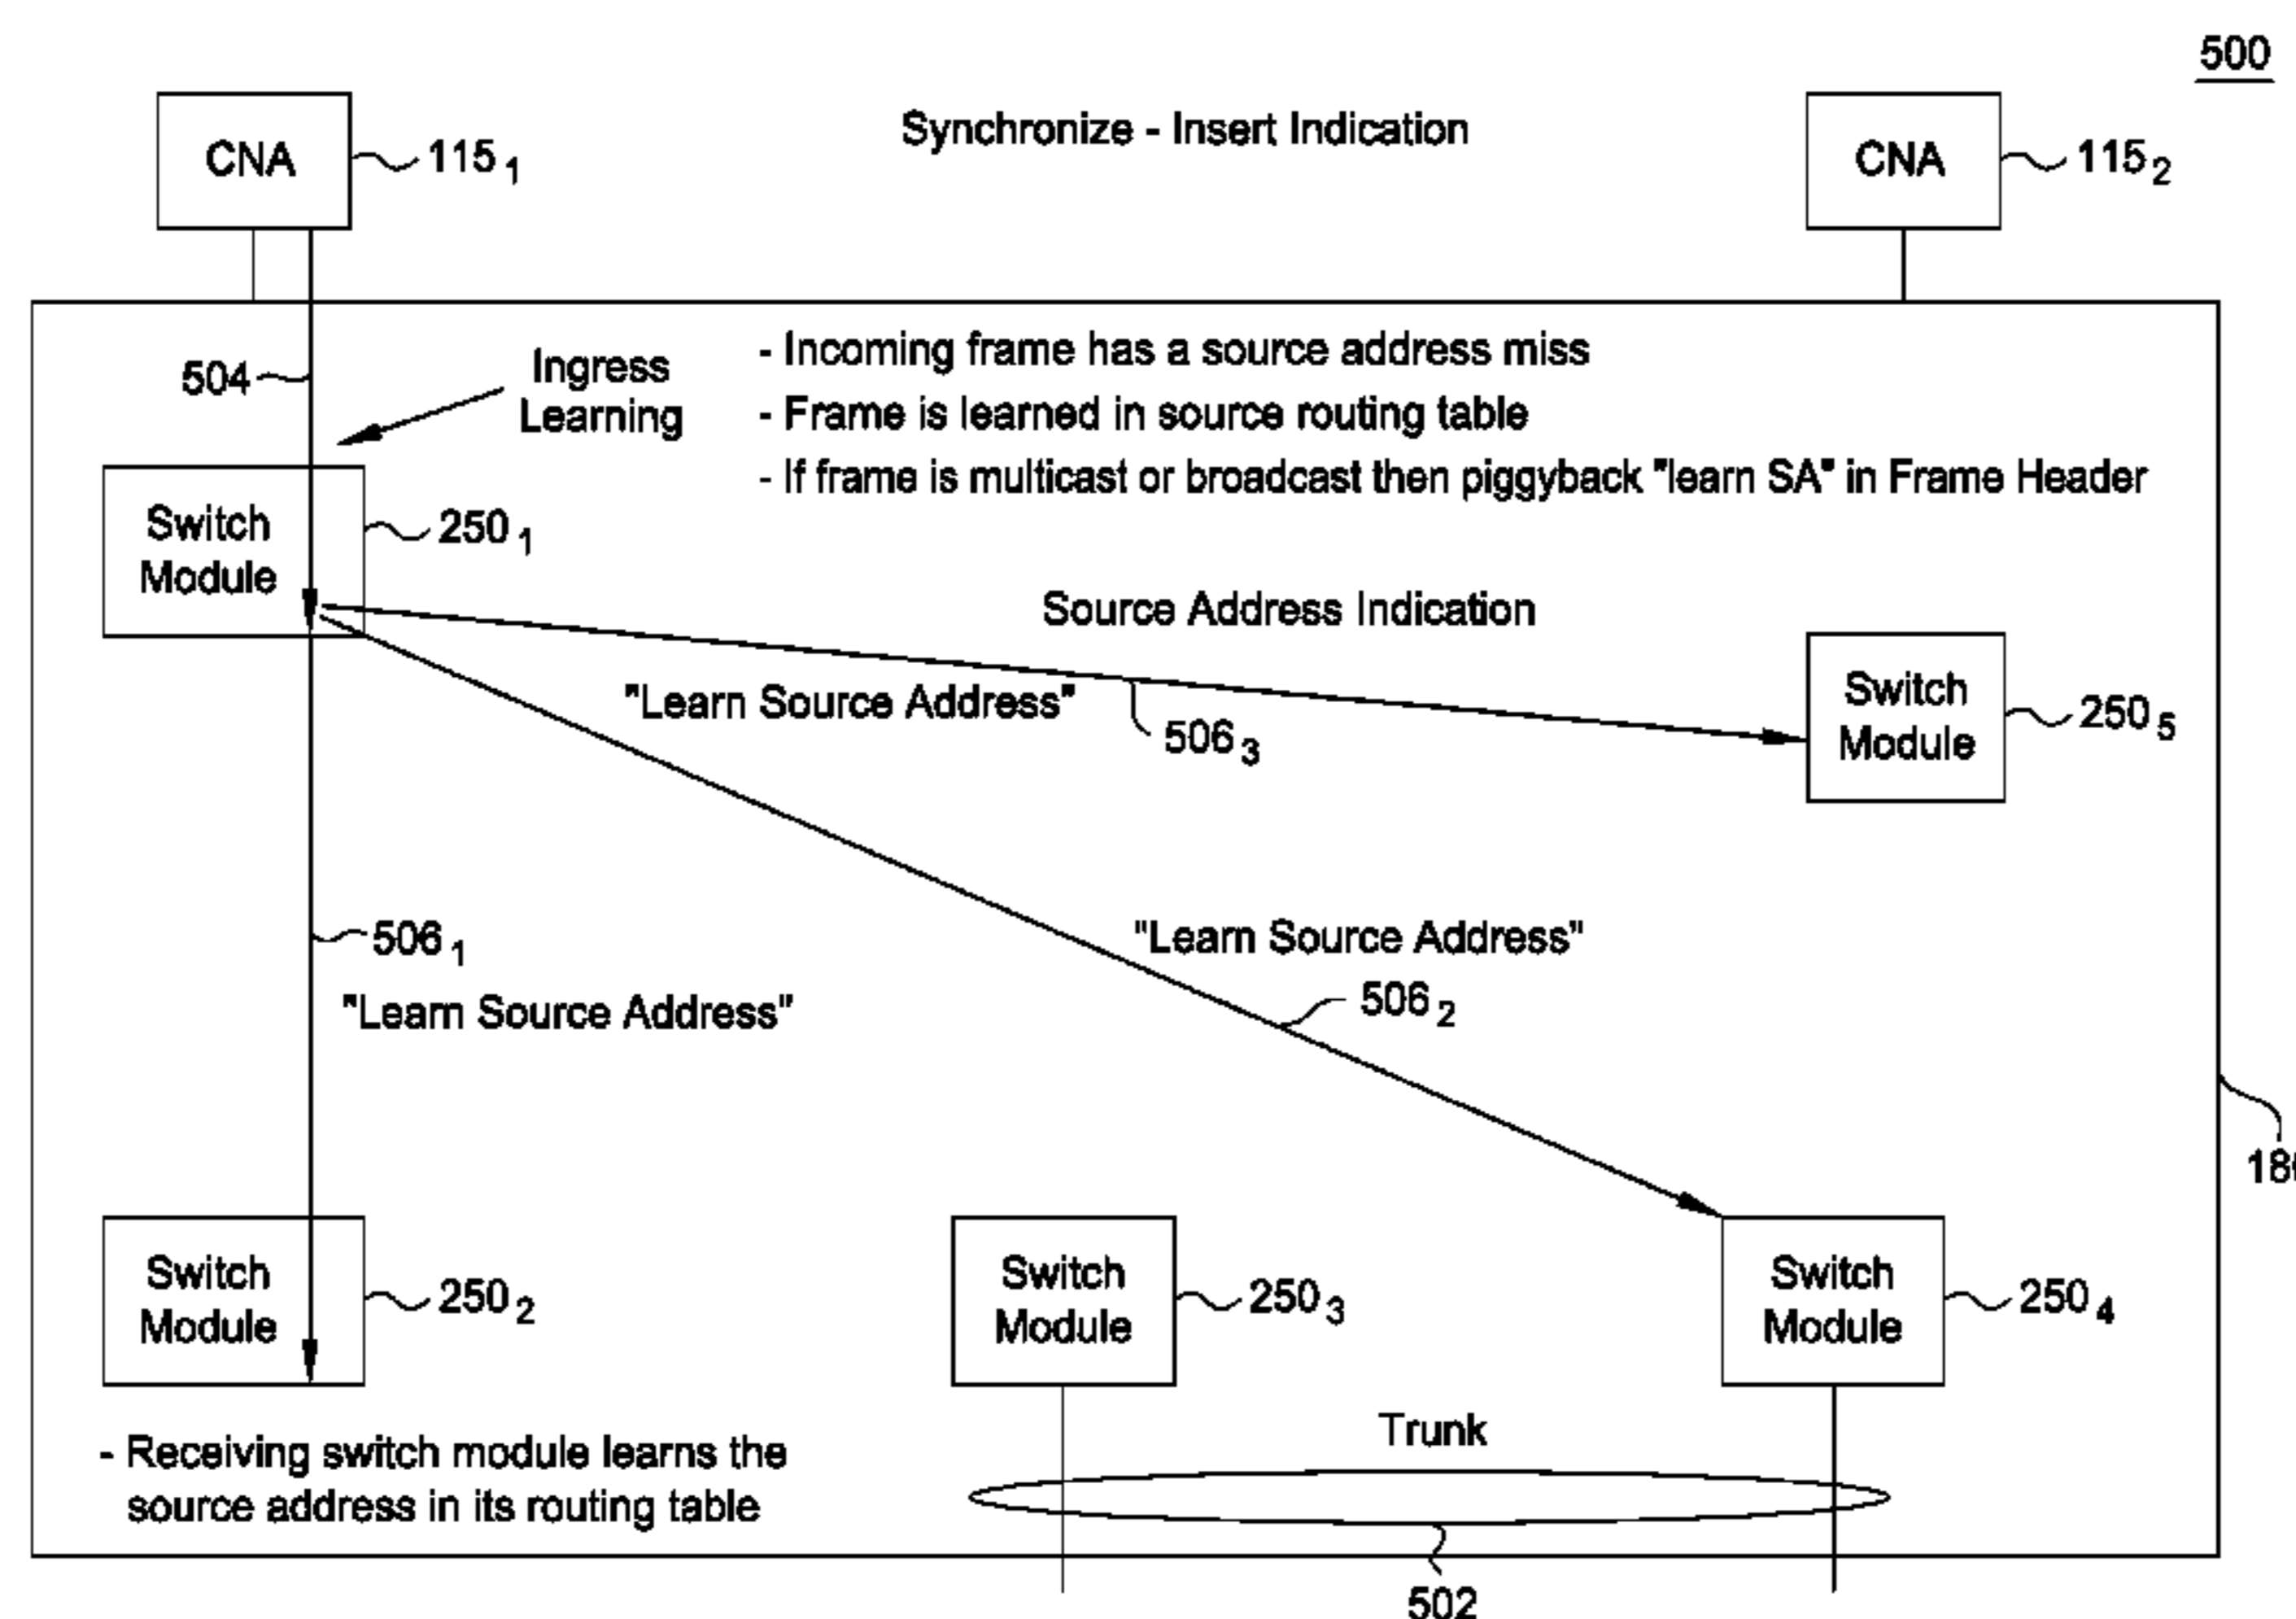 500
CNA
115 1
Synchronize - Insert Indication
CNA
115 2
504
Ingress
Learning
- Incoming frame has a source address miss
- Frame is learned in source routing table
- If frame is multicast or broadcast then piggyback "learn SA" in Frame Header
Switch
Module
250 1
Source Address Indication
"Learn Source Address"
506 3
Switch
Module
250 5
506 1
"Learn Source Address"
"Learn Source Address"
506 2
Switch
Module
250 2
Switch
Module
250 3
Switch
Module
250 4
- Receiving switch module learns the
source address in its routing table
Trunk
502